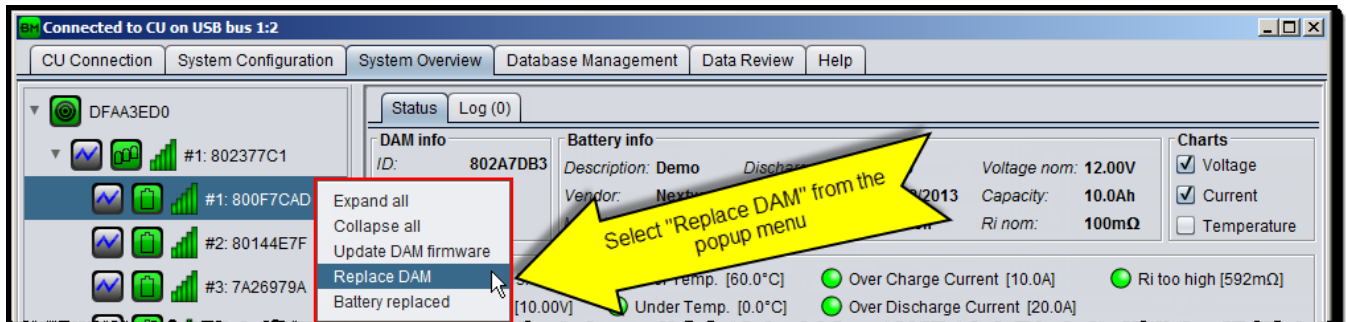 BM Connected to CU on USB bus 1:2
CU Connection System Configuration System Overview Database Management Data Review Help
DFAA3ED0
#1: 802377C1
#1: 800F7CAD
#2: 80144E7F
#3: 7A26979A
Expand all
Collapse all
Update DAM firmware
Replace DAM
Battery replaced
Status Log (0)
DAM info
ID: 802A7DB3
Battery info
Description: Demo Voltage nom: 12.00V
Vendor: /2013 Capacity: 10.0Ah
Ri nom: 100mΩ
Charts
Voltage
Current
Temperature
Select "Replace DAM" from the
popup menu
[60.0°C] Over Charge Current [10.0A] Ri too high [592mΩ]
[10.00V] Under Temp. [0.0°C] Over Discharge Current [20.0A]